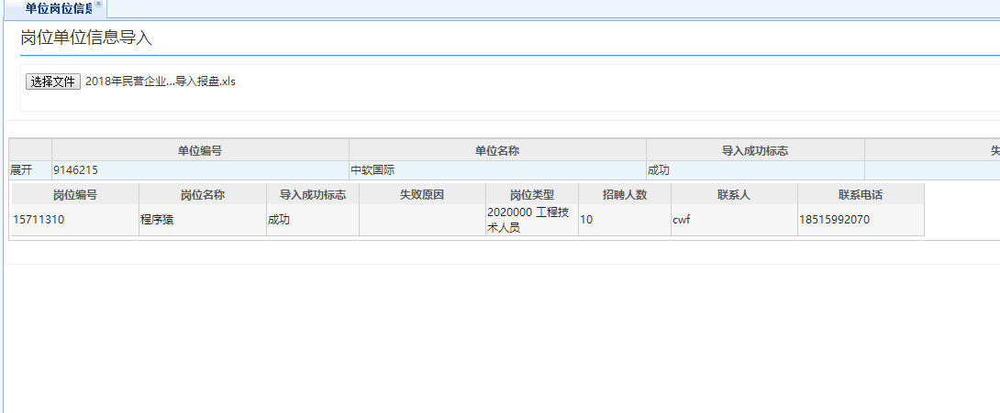 单位岗位信息
岗位单位信息导入
选择文件 2018年民营企业...导入报盘.xls
单位编号 单位名称 导入成功标志 失
展开 9146215 中软国际 成功
岗位编号 岗位名称 导入成功标志 失败原因 岗位类型 招聘人数 联系人 联系电话
15711310 程序猿 成功 2020000 工程技 10 cwf 18515992070
术人员